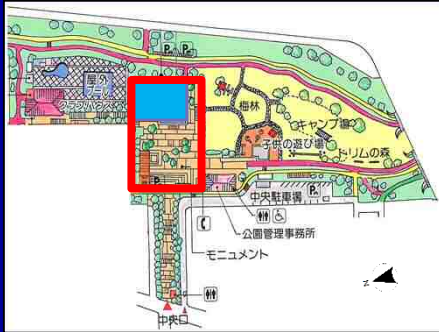 P
P
屋外
プール
クラブハウス
梅林
キャンプ場
子供の遊び場
ドリムの森
中央駐車場
P
公園管理事務所
モニュメント
中央口
N